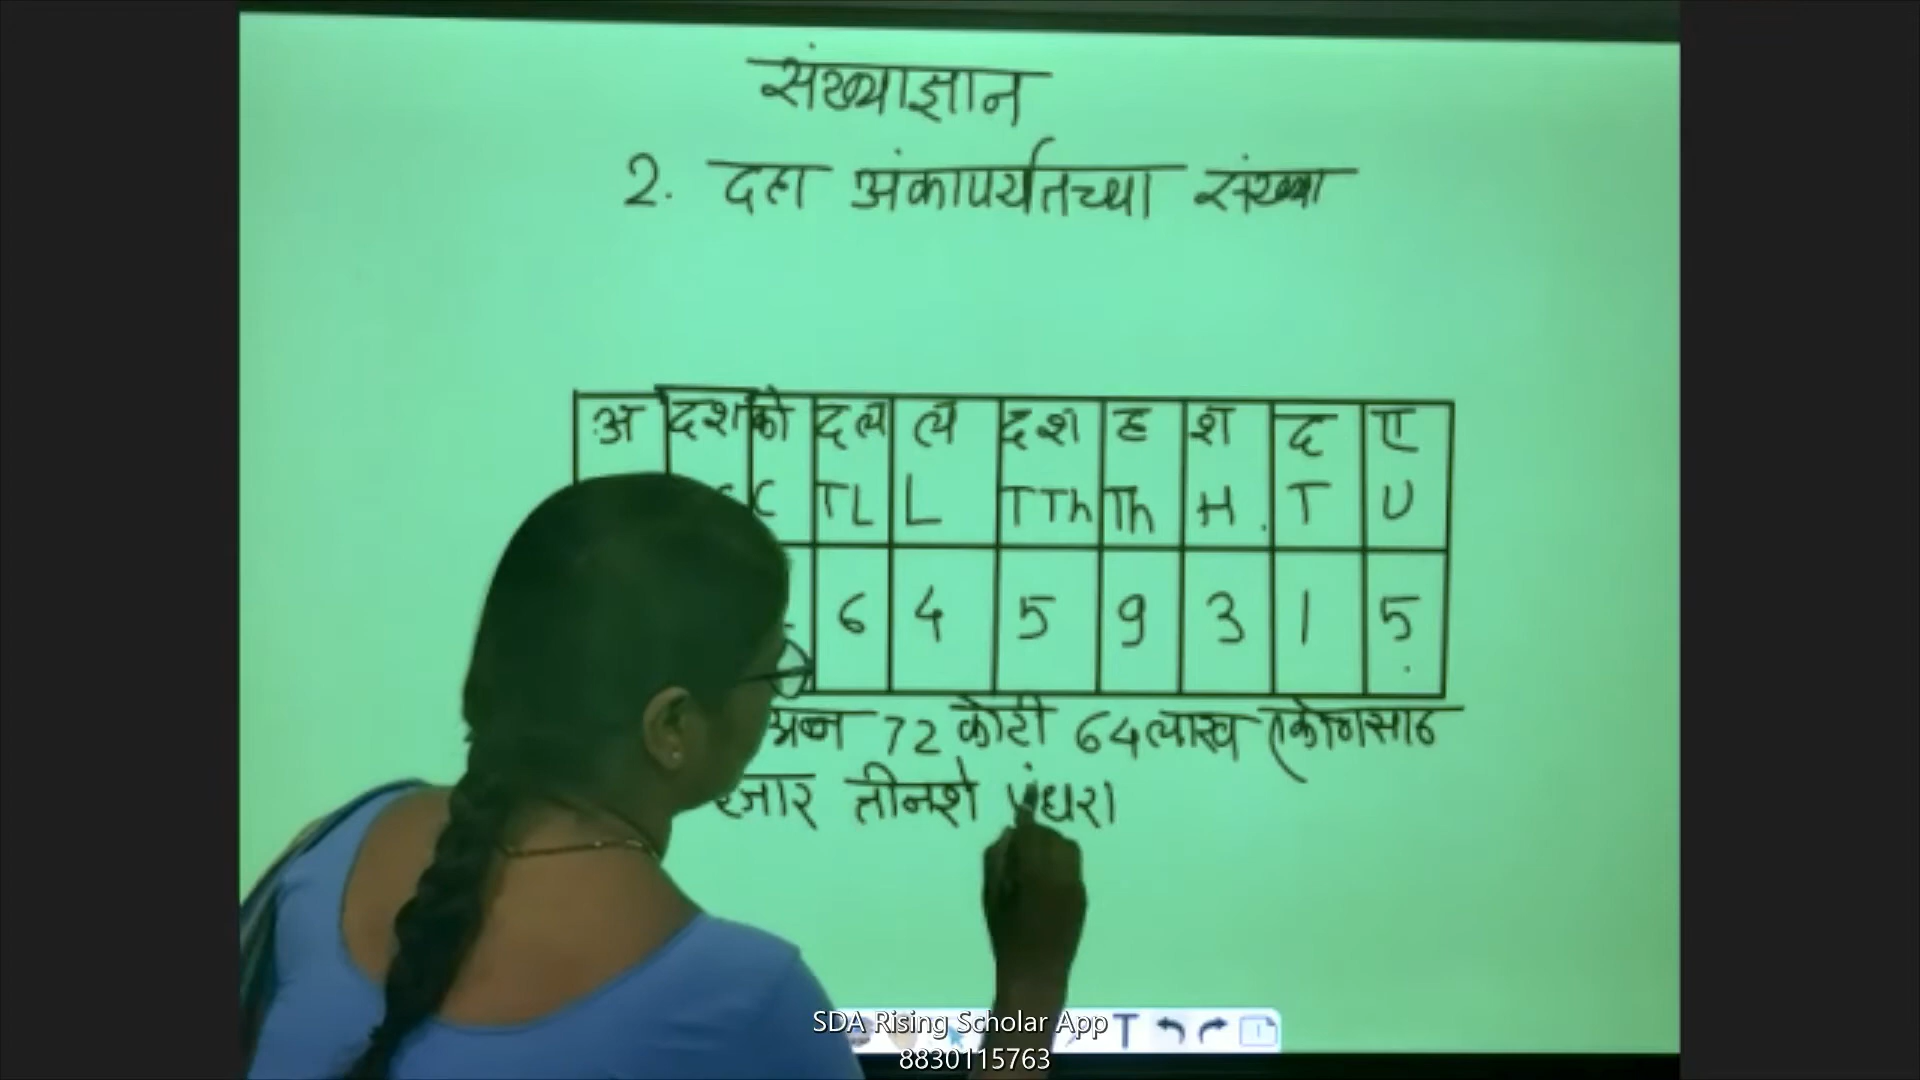 संख्याज्ञान
2. दहा अंकापर्यंतच्या संख्या
अ दश को दल ल दश ह श द ए
C TL L TTh Th H T U
6 4 5 9 3 1 5
अब्ज 72 कोटी 64 लाख एकोणसाठ
हजार तीनशे पंधरा
SDA Rising Scholar App
8830115763